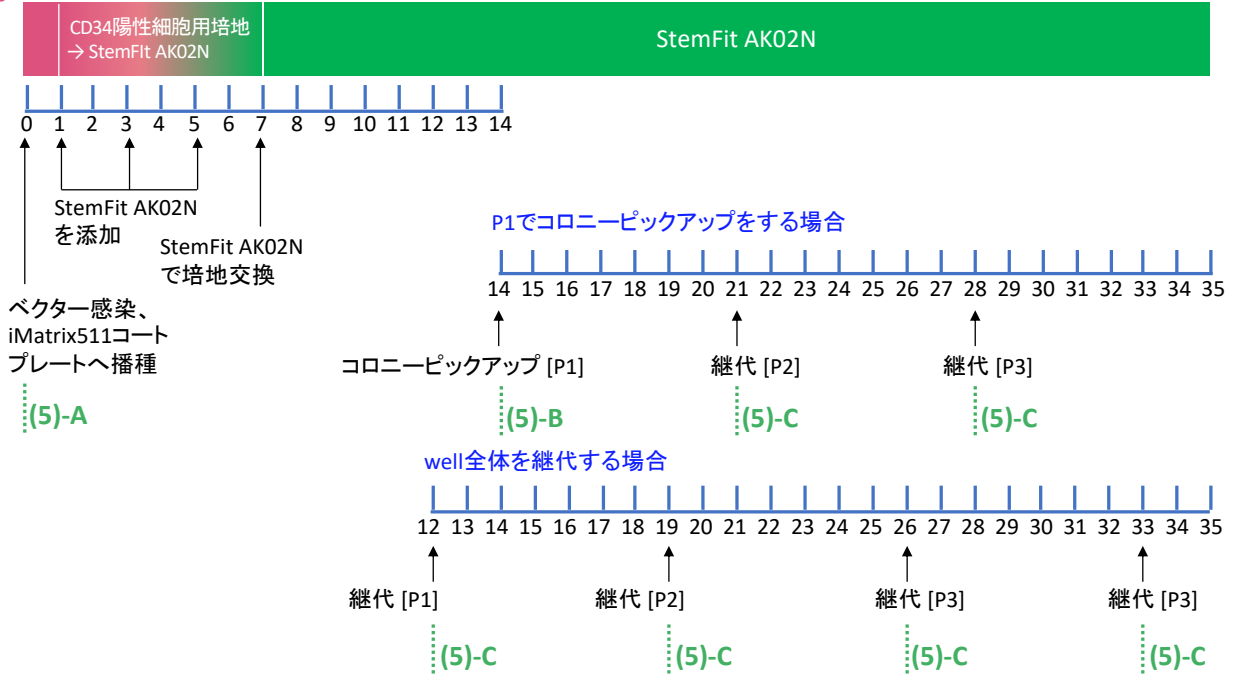 CD34陽性細胞用培地
→ StemFIt AK02N
StemFit AK02N
0 1 2 3 4 5 6 7 8 9 10 11 12 13 14
StemFit AK02N
を添加
StemFit AK02N
で培地交換
ベクター感染、
iMatrix511コート
プレートへ播種
(5)-A
P1でコロニーピックアップをする場合
14 15 16 17 18 19 20 21 22 23 24 25 26 27 28 29 30 31 32 33 34 35
コロニーピックアップ [P1] 継代 [P2] 継代 [P3]
(5)-B (5)-C (5)-C
well全体を継代する場合
12 13 14 15 16 17 18 19 20 21 22 23 24 25 26 27 28 29 30 31 32 33 34 35
継代 [P1] 継代 [P2] 継代 [P3] 継代 [P3]
(5)-C (5)-C (5)-C (5)-C